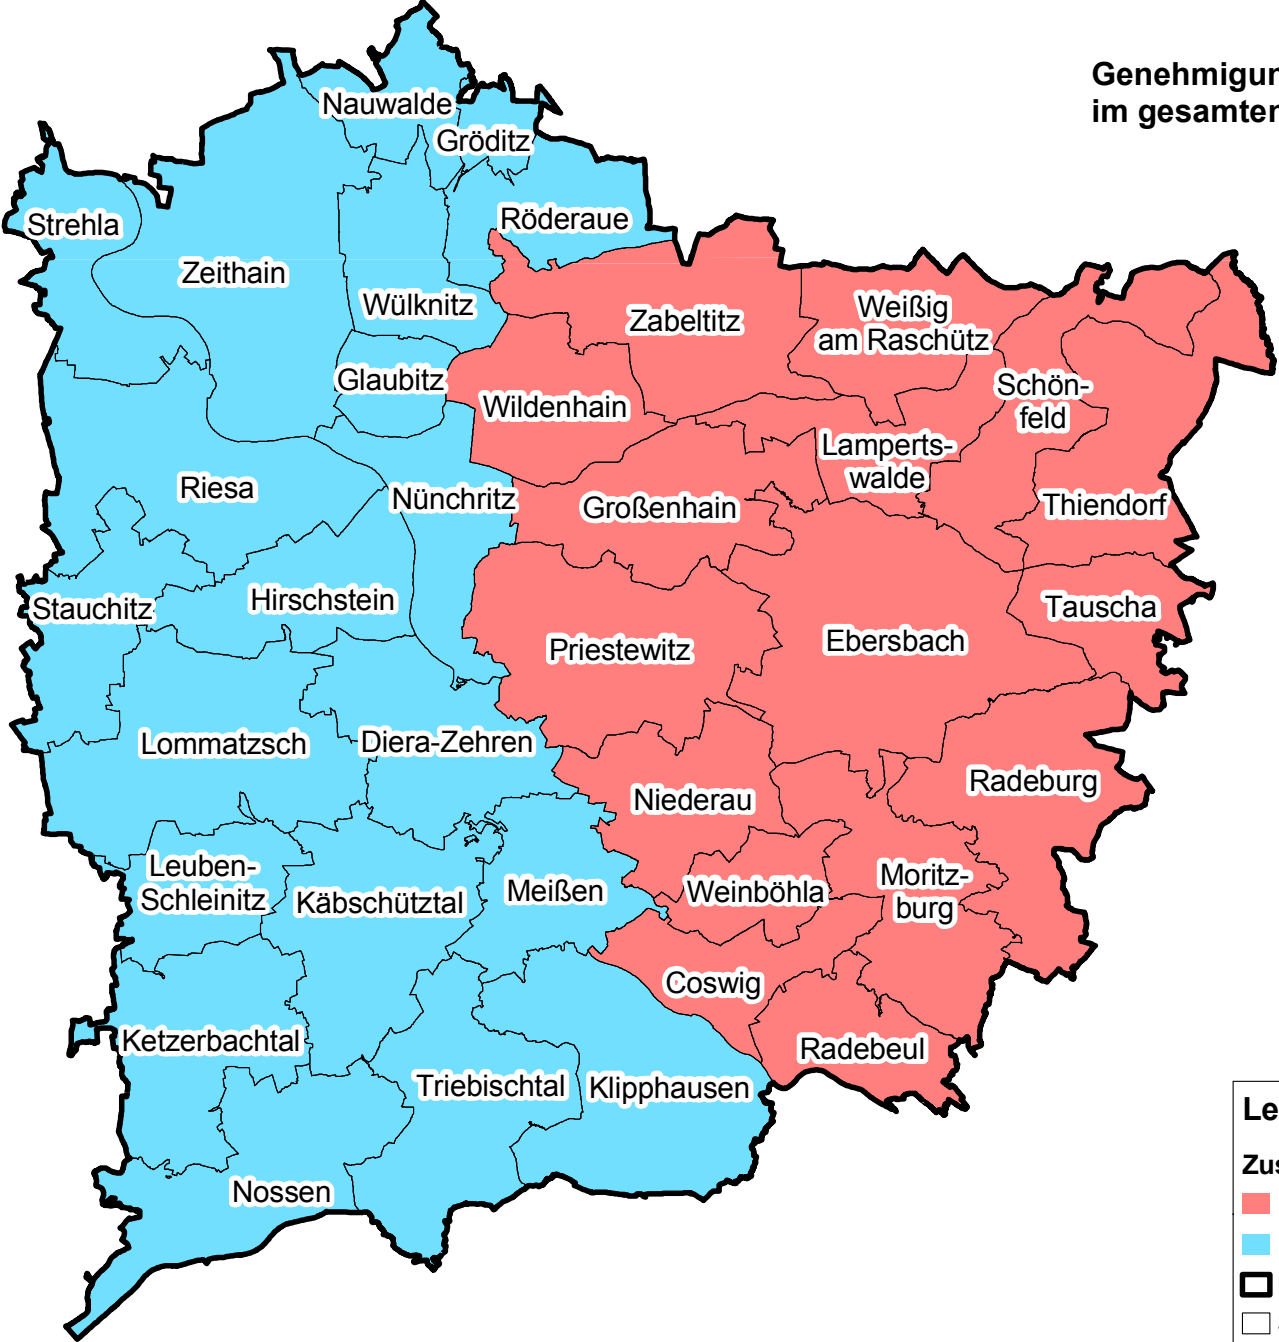 Genehmigun
im gesamten
Nauwalde
Gröditz
Strehla
Röderaue
Zeithain
Wülknitz
Zabeltitz
Weißig
am Raschütz
Glaubitz
Wildenhain
Schön-
feld
Lamperts-
walde
Riesa
Nünchritz
Großenhain
Thiendorf
Stauchitz
Hirschstein
Tauscha
Priestewitz
Ebersbach
Lommatzsch
Diera-Zehren
Niederau
Radeburg
Leuben-
Schleinitz
Käbschütztal
Meißen
Weinböhla
Moritz-
burg
Coswig
Ketzerbachtal
Radebeul
Triebischtal
Klipphausen
Nossen
Le
Zus